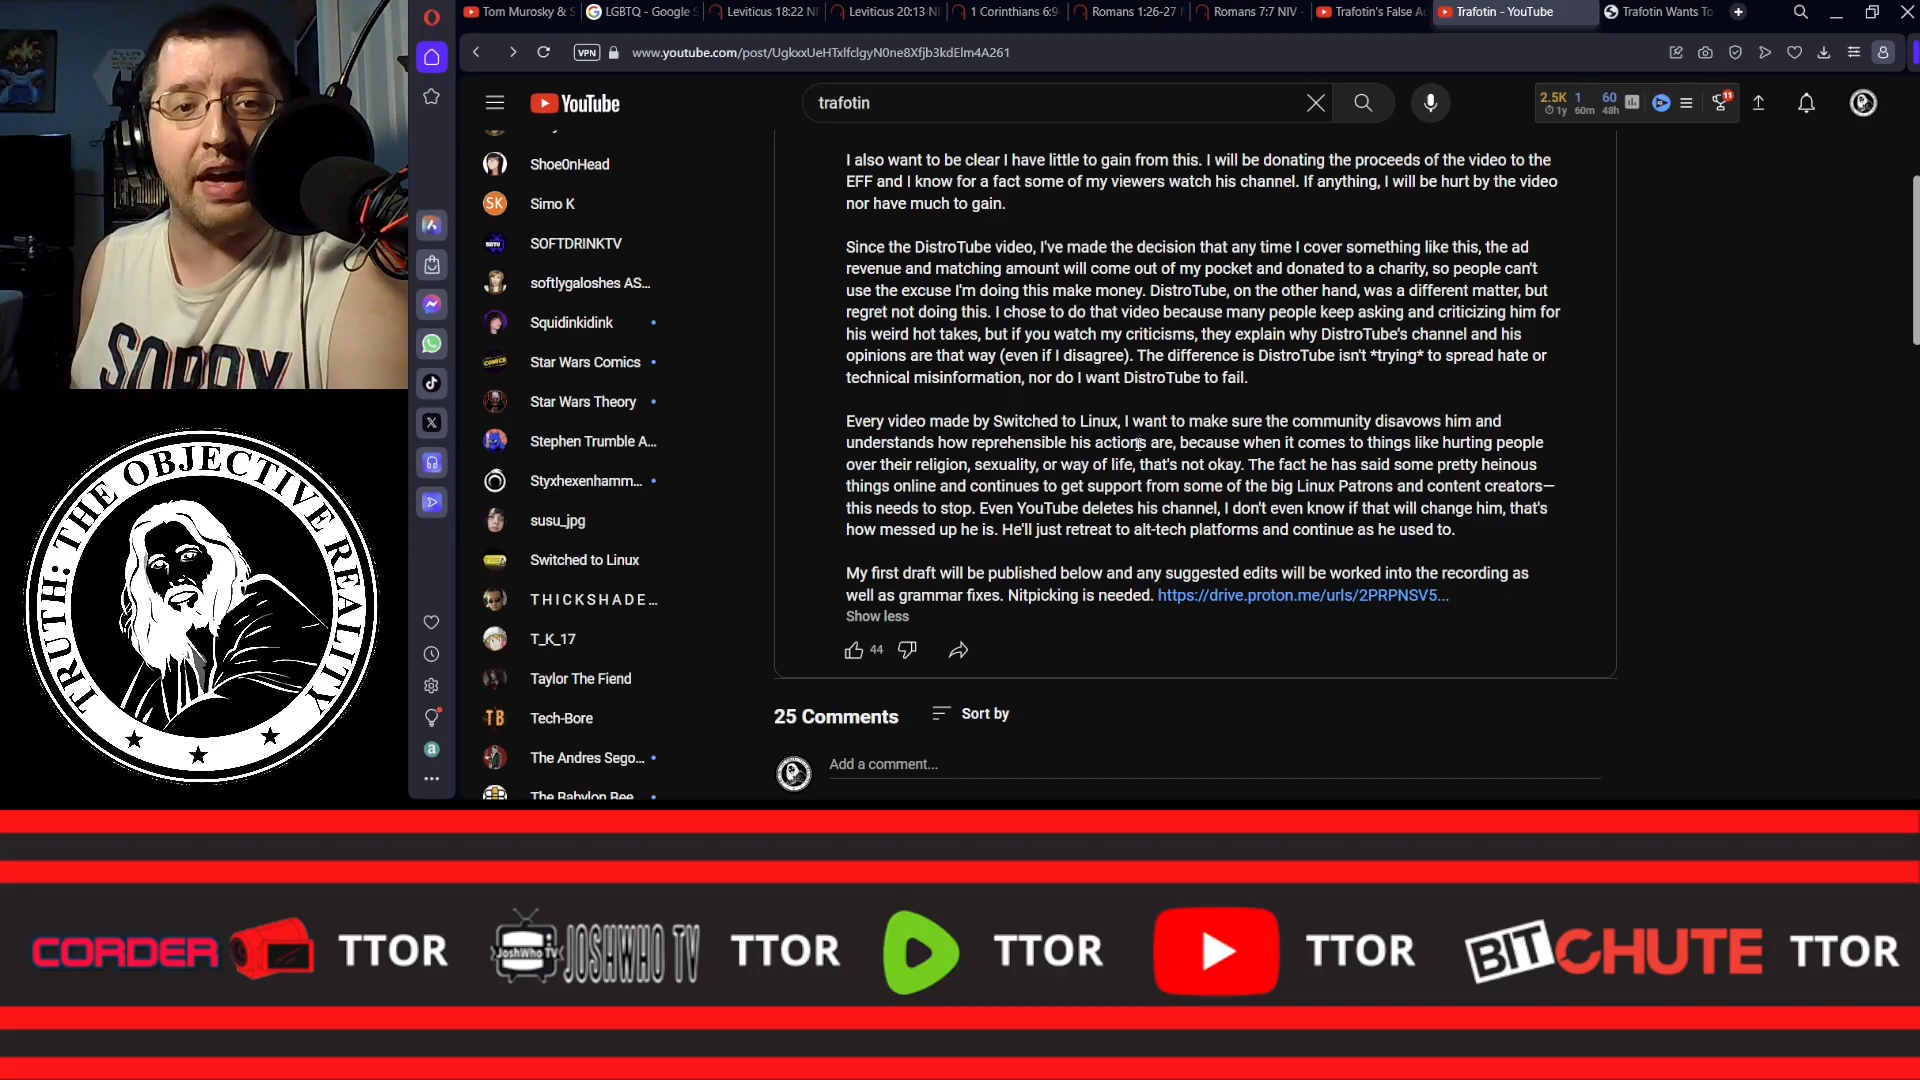 Tom Murosky & S
LGBTQ - Google S
Leviticus 18:22 NI
Leviticus 20:13 NI
1 Corinthians 6:9-
Romans 1:26-27
Romans 7:7 NIV -
Trafotin's False Ac
Trafotin - YouTube
Trafotin Wants To
VPN
www.youtube.com/post/UgkxxUeHTxlfclgyN0ne8Xfjb3kdElm4A261
YouTube
trafotin
2.5K 1 60
1y 60m 48h
11
Shoe0nHead
SK Simo K
SOFTDRINKTV
softlygaloshes AS...
Squidinkidink
Star Wars Comics
Star Wars Theory
Stephen Trumble A...
Styxhexenhamm...
susu_jpg
Switched to Linux
T H I C K S H A D E ...
T_K_17
Taylor The Fiend
TB Tech-Bore
The Andres Sego...
The Babylon Bee
I also want to be clear I have little to gain from this. I will be donating the proceeds of the video to the
EFF and I know for a fact some of my viewers watch his channel. If anything, I will be hurt by the video
nor have much to gain.
Since the DistroTube video, I've made the decision that any time I cover something like this, the ad
revenue and matching amount will come out of my pocket and donated to a charity, so people can't
use the excuse I'm doing this make money. DistroTube, on the other hand, was a different matter, but
regret not doing this. I chose to do that video because many people keep asking and criticizing him for
his weird hot takes, but if you watch my criticisms, they explain why DistroTube's channel and his
opinions are that way (even if I disagree). The difference is DistroTube isn't *trying* to spread hate or
technical misinformation, nor do I want DistroTube to fail.
Every video made by Switched to Linux, I want to make sure the community disavows him and
understands how reprehensible his actions are, because when it comes to things like hurting people
over their religion, sexuality, or way of life, that's not okay. The fact he has said some pretty heinous
things online and continues to get support from some of the big Linux Patrons and content creators—
this needs to stop. Even YouTube deletes his channel, I don't even know if that will change him, that's
how messed up he is. He'll just retreat to alt-tech platforms and continue as he used to.
My first draft will be published below and any suggested edits will be worked into the recording as
well as grammar fixes. Nitpicking is needed. https://drive.proton.me/urls/2PRPNSV5...
Show less
44
25 Comments
Sort by
Add a comment...
SORRY
TRUTH: THE OBJECTIVE REALITY
CORDER TTOR JoshWho TV JOSHWHO TV TTOR TTOR TTOR BITCHUTE TTOR